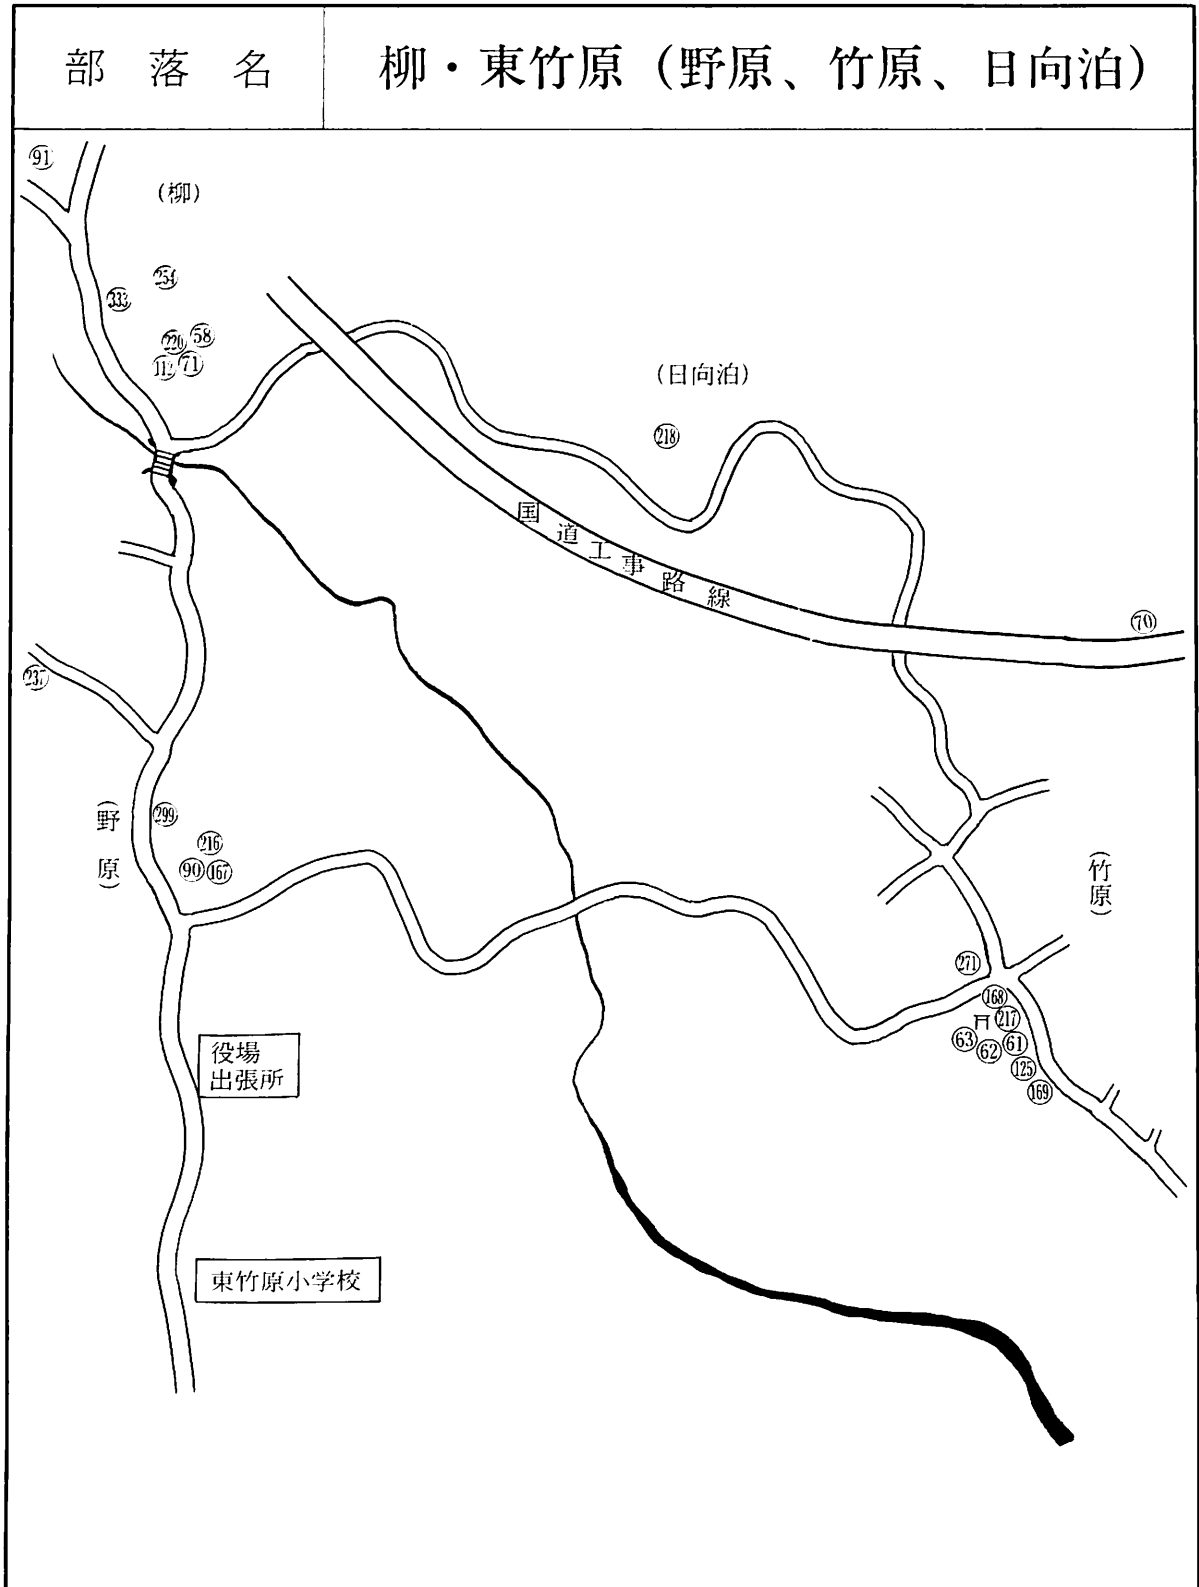 部落名
柳・東竹原（野原、竹原、日向泊）
91
（柳）
254
333
220
58
71
（日向泊）
218
国道工事路線
70
237
299
（野原）
216
90
167
（竹原）
271
168
217
63
62
61
125
169
役場
出張所
東竹原小学校